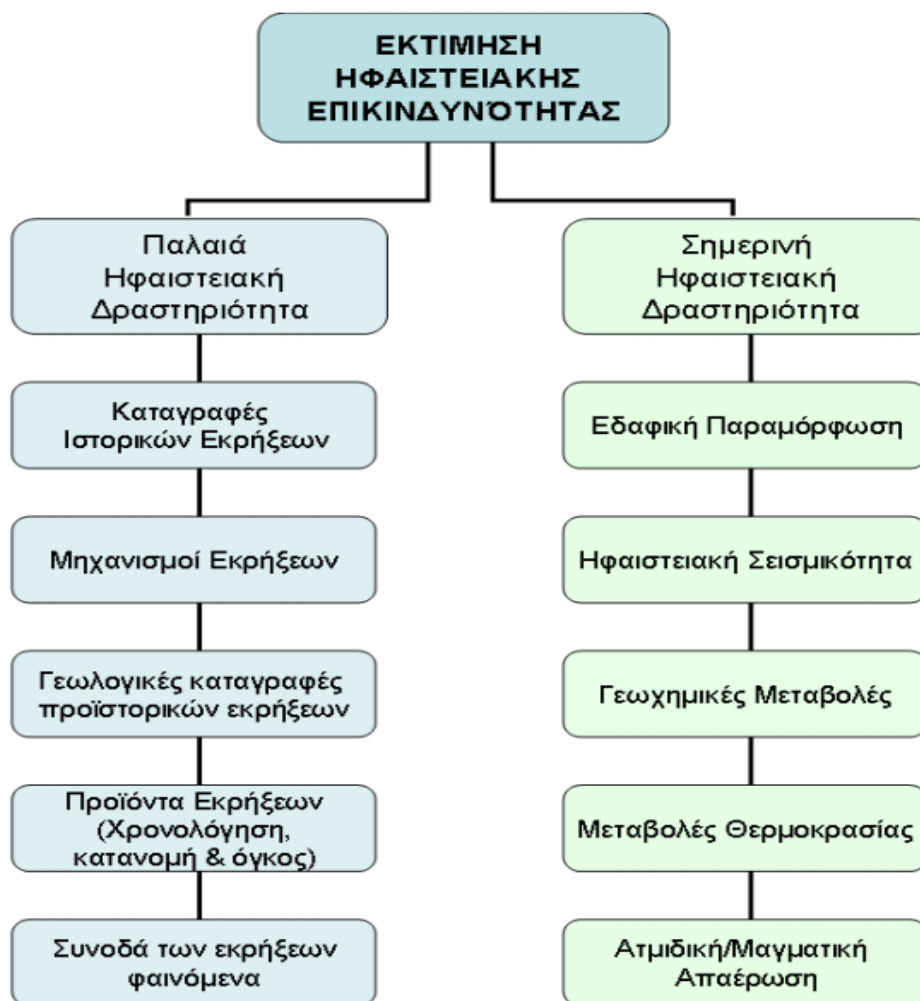 ΕΚΤΙΜΗΣΗ
ΗΦΑΙΣΤΕΙΑΚΗΣ
ΕΠΙΚΙΝΔΥΝΌΤΗΤΑΣ
Παλαιά
Ηφαιστειακή
Δραστηριότητα
Καταγραφές
Ιστορικών Εκρήξεων
Μηχανισμοί Εκρήξεων
Γεωλογικές καταγραφές
προϊστορικών εκρήξεων
Προϊόντα Εκρήξεων
(Χρονολόγηση,
κατανομή & όγκος)
Συνοδά των εκρήξεων
φαινόμενα
Σημερινή
Ηφαιστειακή
Δραστηριότητα
Εδαφική Παραμόρφωση
Ηφαιστειακή Σεισμικότητα
Γεωχημικές Μεταβολές
Μεταβολές Θερμοκρασίας
Ατμιδική/Μαγματική
Απαέρωση